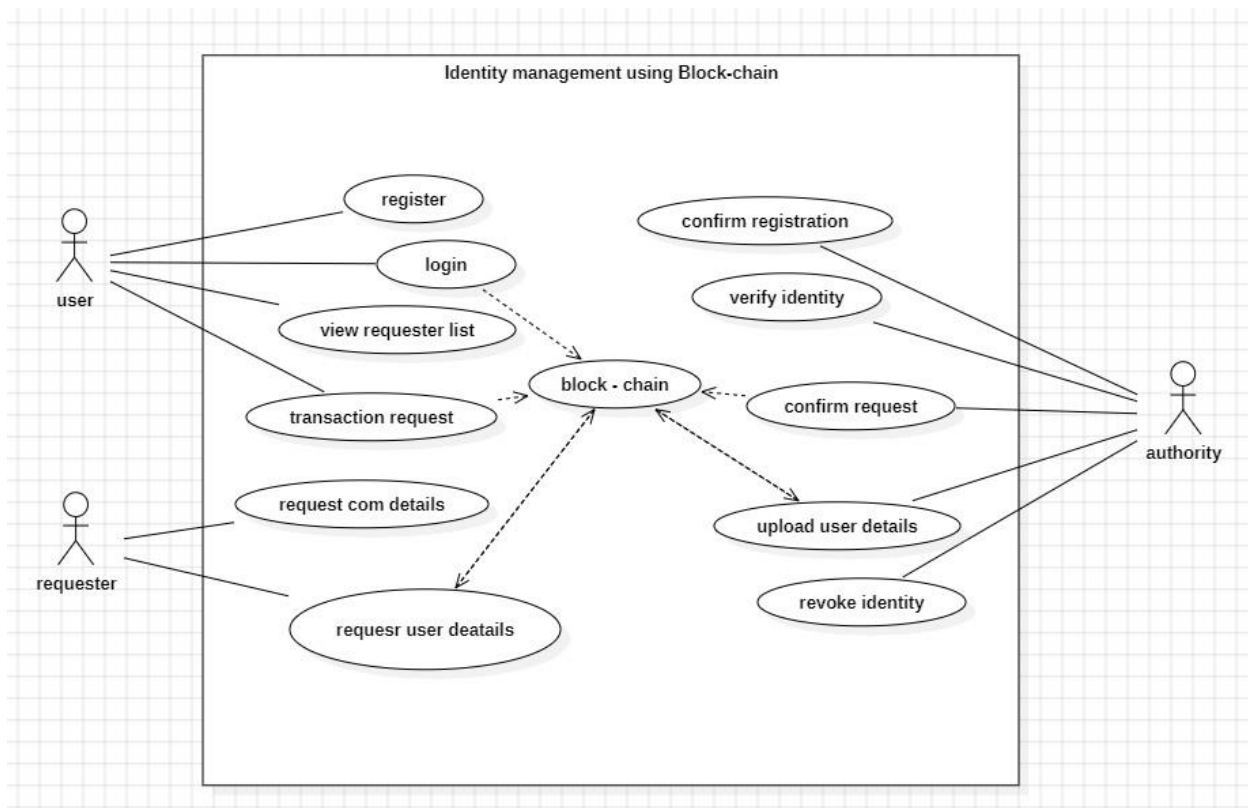 Identity management using Block-chain
register
confirm registration
login
verify identity
user
view requester list
block - chain
transaction request
confirm request
authority
request com details
upload user details
requester
revoke identity
requesr user deatails